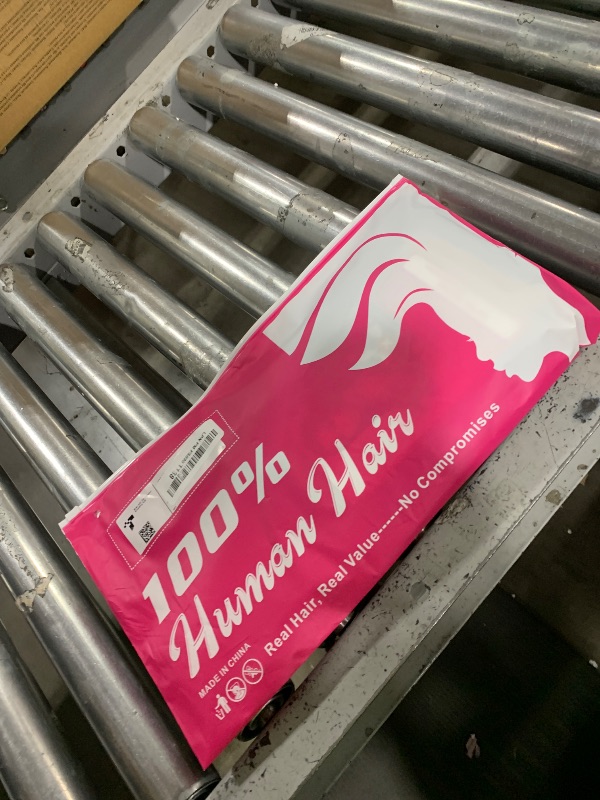 100%
Human Hair
Real Hair, Real Value------No Compromises
MADE IN CHINA